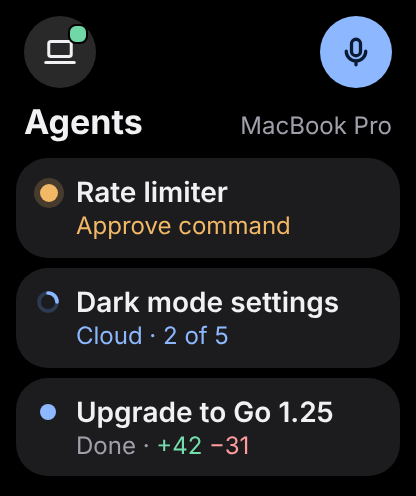 Agents
MacBook Pro
Rate limiter
Approve command
Dark mode settings
Cloud · 2 of 5
Upgrade to Go 1.25
Done · +42 −31